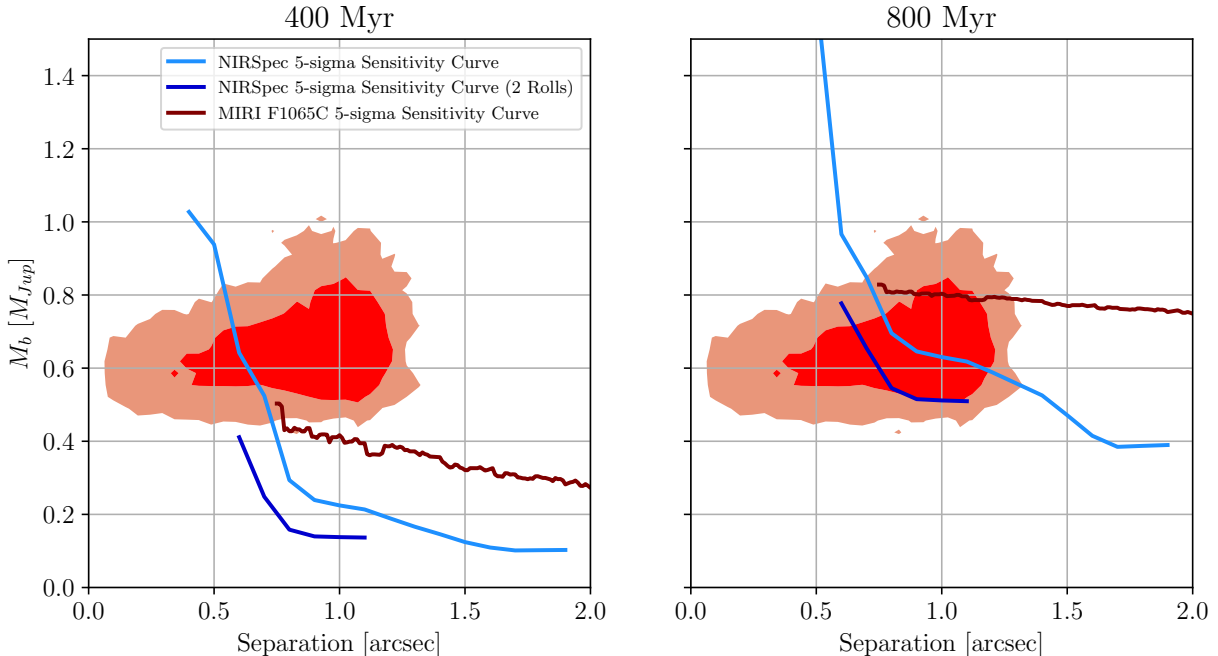 400 Myr
800 Myr
NIRSpec 5-sigma Sensitivity Curve
NIRSpec 5-sigma Sensitivity Curve (2 Rolls)
MIRI F1065C 5-sigma Sensitivity Curve
M_b [M_{Jup}]
1.4
1.2
1.0
0.8
0.6
0.4
0.2
0.0
0.0 0.5 1.0 1.5 2.0
0.0 0.5 1.0 1.5 2.0
Separation [arcsec]
Separation [arcsec]